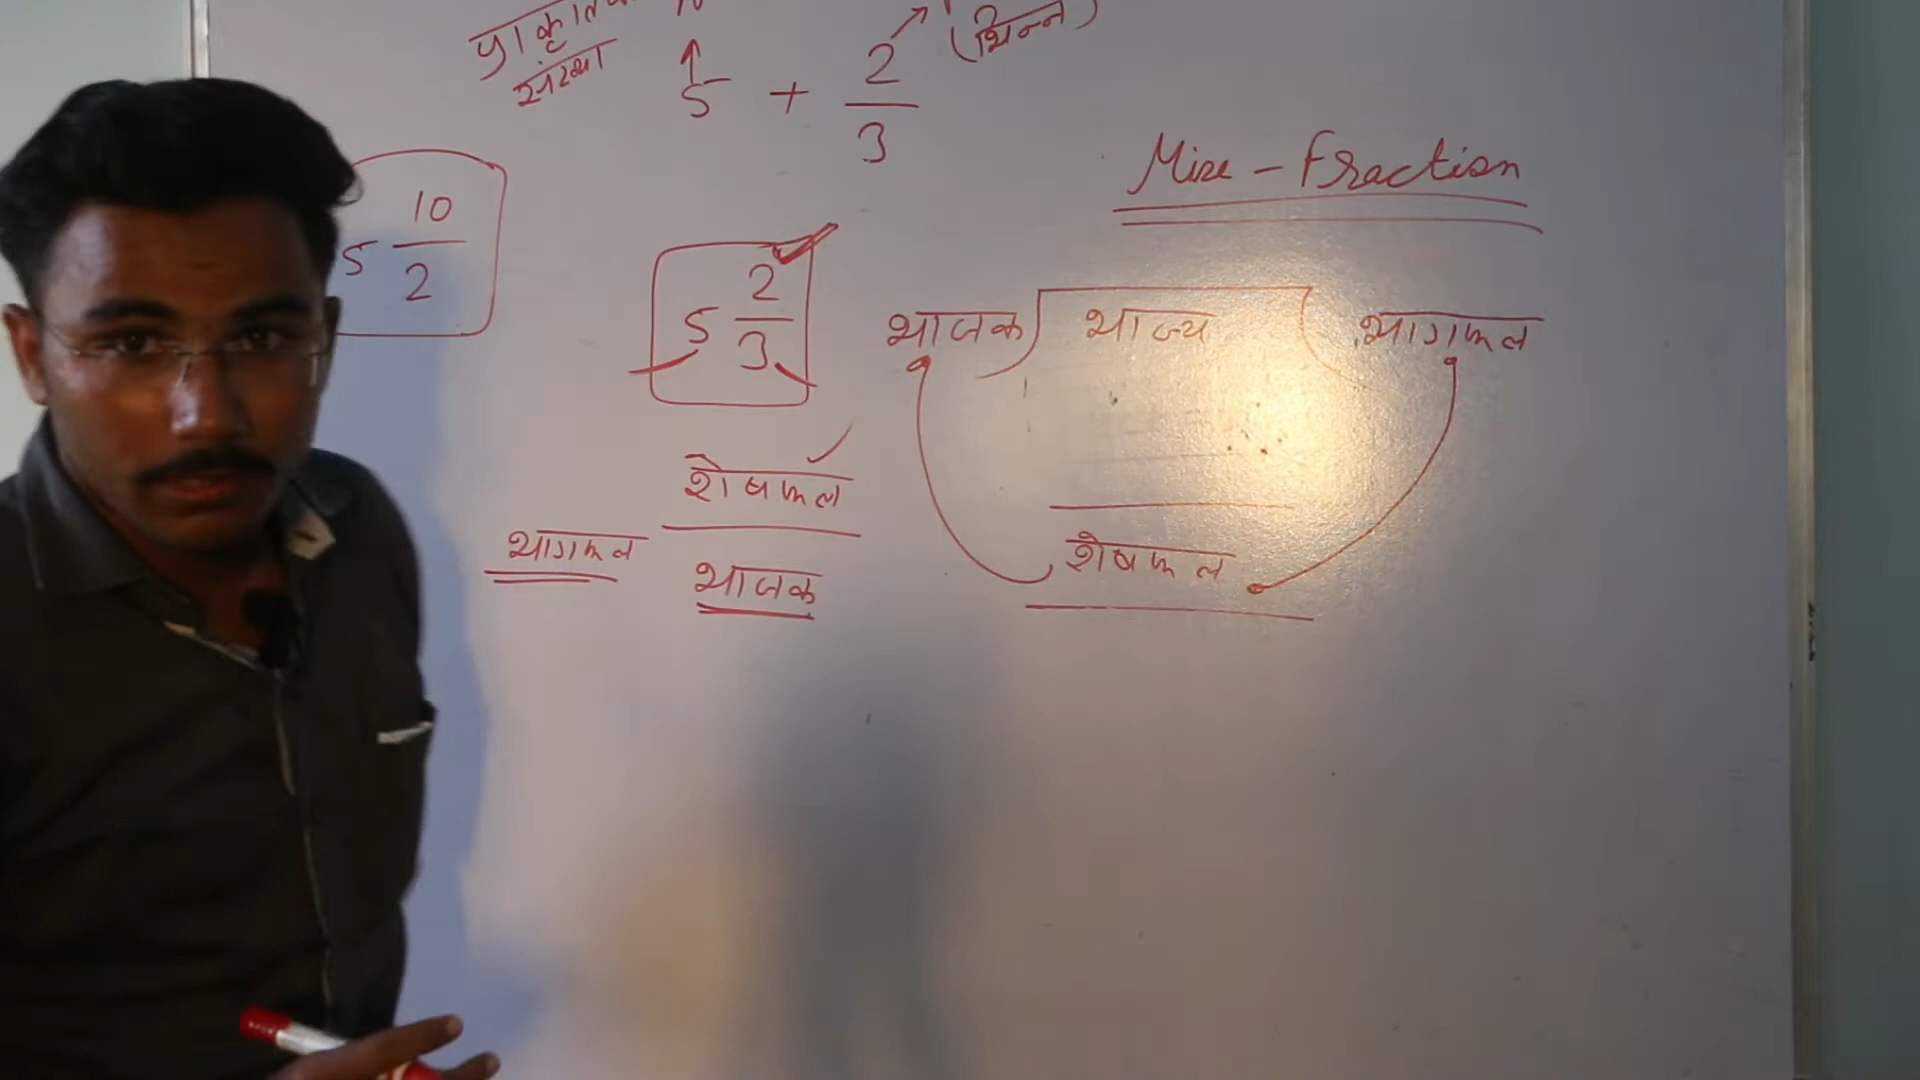 प्राकृतिक
संख्या
5 + 2/3
(भिन्न)
Mixe - Fraction
5 10/2
5 2/3
भाजक भाज्य भागफल
शेषफल
भागफल शेषफल/भाजक